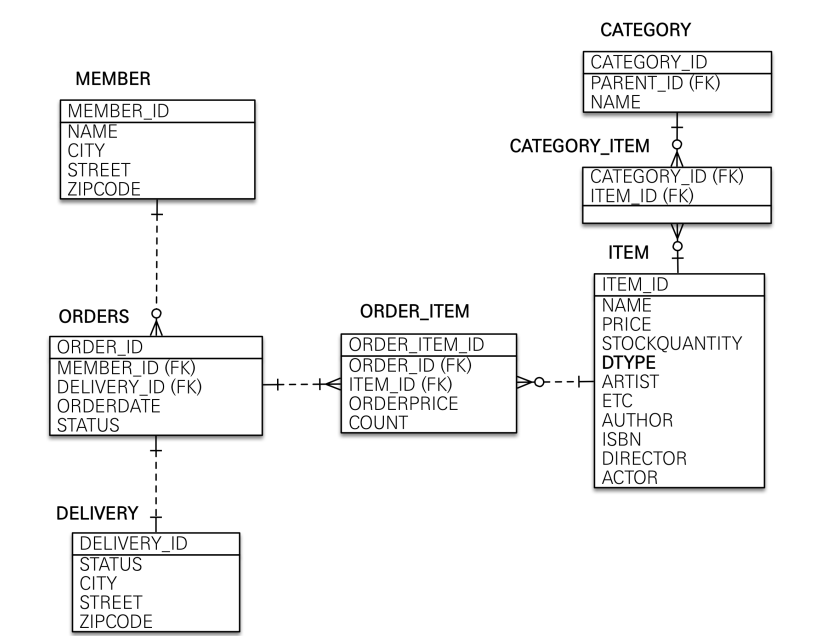 MEMBER
MEMBER_ID
NAME
CITY
STREET
ZIPCODE
ORDERS
ORDER_ID
MEMBER_ID (FK)
DELIVERY_ID (FK)
ORDERDATE
STATUS
DELIVERY
DELIVERY_ID
STATUS
CITY
STREET
ZIPCODE
ORDER_ITEM
ORDER_ITEM_ID
ORDER_ID (FK)
ITEM_ID (FK)
ORDERPRICE
COUNT
CATEGORY
CATEGORY_ID
PARENT_ID (FK)
NAME
CATEGORY_ITEM
CATEGORY_ID (FK)
ITEM_ID (FK)
ITEM
ITEM_ID
NAME
PRICE
STOCKQUANTITY
DTYPE
ARTIST
ETC
AUTHOR
ISBN
DIRECTOR
ACTOR